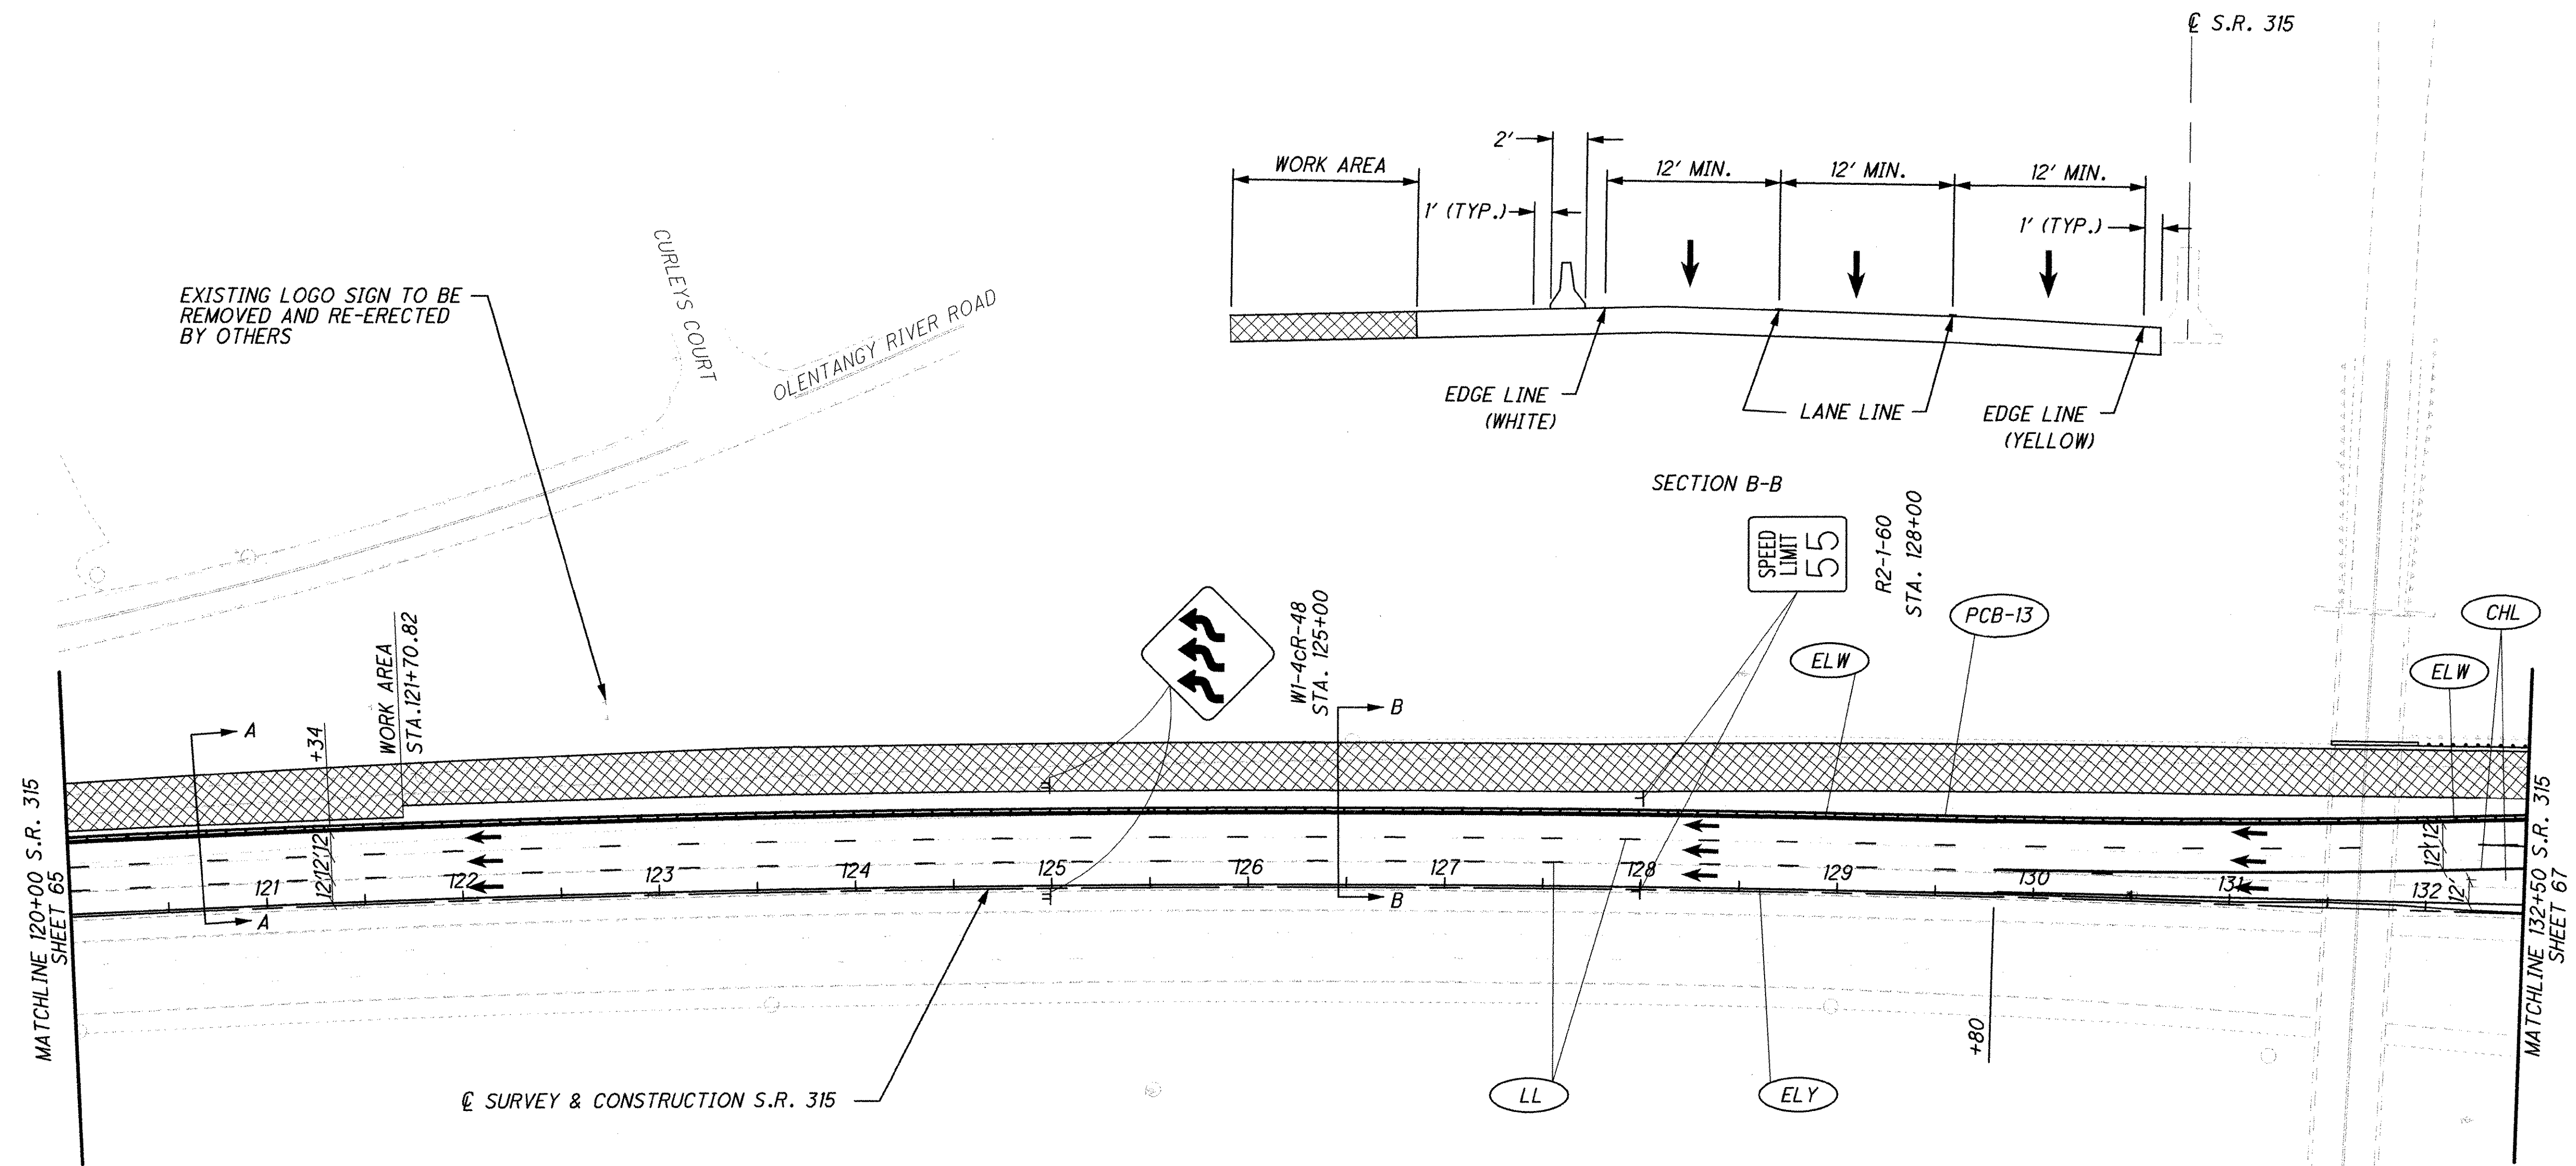 ℄ S.R. 315
2'
WORK AREA
12' MIN.
12' MIN.
12' MIN.
1' (TYP.)
1' (TYP.)
EDGE LINE
(WHITE)
LANE LINE
EDGE LINE
(YELLOW)
SECTION B-B
EXISTING LOGO SIGN TO BE
REMOVED AND RE-ERECTED
BY OTHERS
CURLEYS COURT
OLENTANGY RIVER ROAD
SPEED
LIMIT
55
R2-1-60
STA. 128+00
PCB-13
CHL
ELW
ELW
W1-4cR-48
STA. 125+00
WORK AREA
STA.121+70.82
+34
A
A
B
B
12'
12'
12'
121
122
123
124
125
126
127
128
129
130
131
132
12'
12'
12'
MATCHLINE 120+00 S.R. 315
SHEET 65
MATCHLINE 132+50 S.R. 315
SHEET 67
+80
℄ SURVEY & CONSTRUCTION S.R. 315
LL
ELY